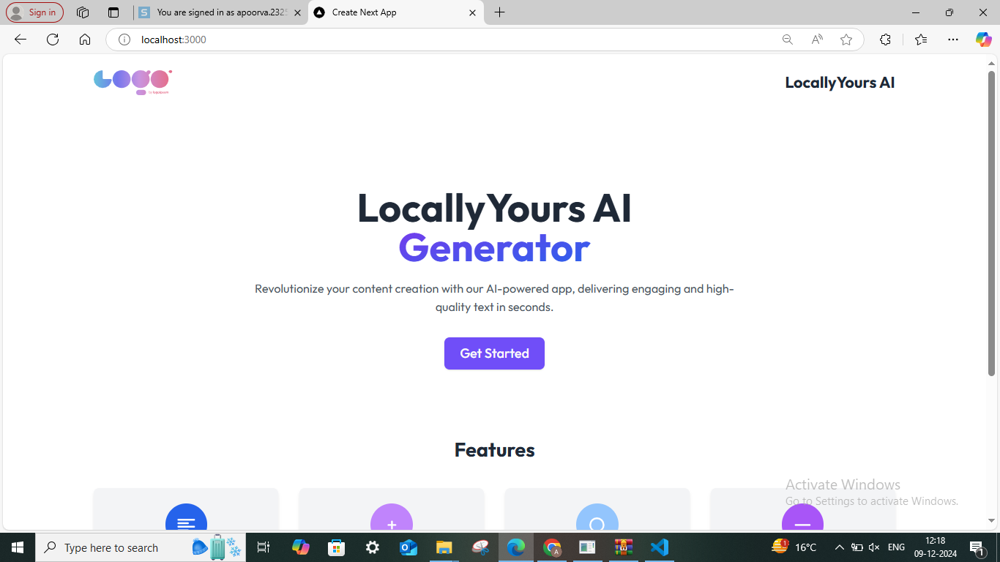 Sign in
You are signed in as apoorva.2325
Create Next App
localhost:3000
Logo
LocallyYours AI
LocallyYours AI
Generator
Revolutionize your content creation with our AI-powered app, delivering engaging and high-
quality text in seconds.
Get Started
Features
Activate Windows
Go to Settings to activate Windows.
Type here to search
1
16°C
ENG
12:18
09-12-2024
1